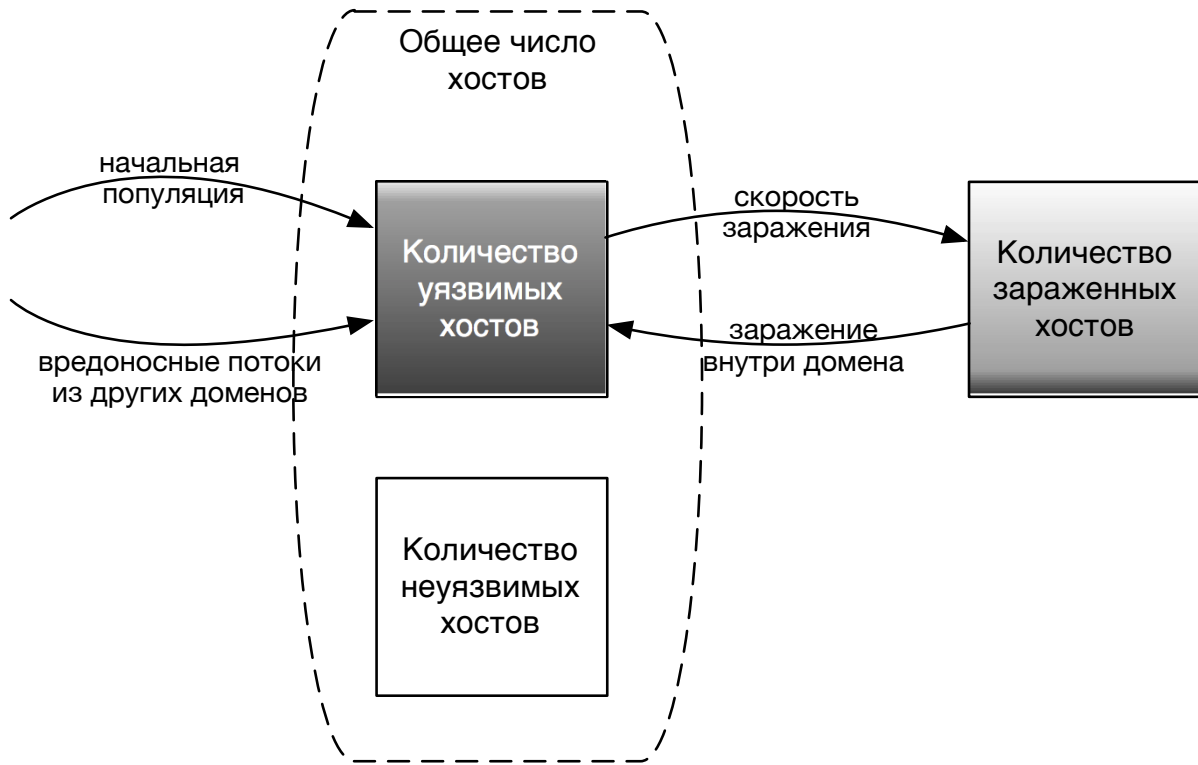 Общее число
хостов
начальная
популяция
вредоносные потоки
из других доменов
Количество
уязвимых
хостов
скорость
заражения
заражение
внутри домена
Количество
зараженных
хостов
Количество
неуязвимых
хостов